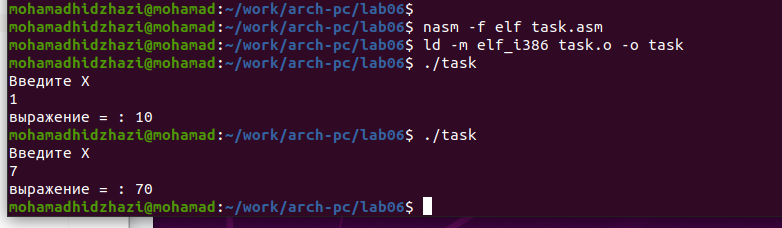 mohamadhidzhazi@mohamad:~/work/arch-pc/lab06$
mohamadhidzhazi@mohamad:~/work/arch-pc/lab06$ nasm -f elf task.asm
mohamadhidzhazi@mohamad:~/work/arch-pc/lab06$ ld -m elf_i386 task.o -o task
mohamadhidzhazi@mohamad:~/work/arch-pc/lab06$ ./task
Введите X
1
выражение = : 10
mohamadhidzhazi@mohamad:~/work/arch-pc/lab06$ ./task
Введите X
7
выражение = : 70
mohamadhidzhazi@mohamad:~/work/arch-pc/lab06$